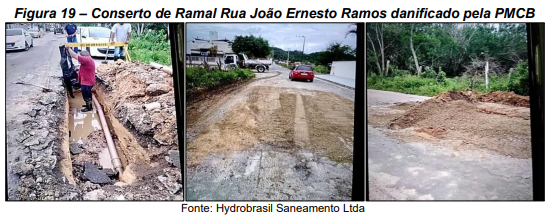 Figura 19 – Conserto de Ramal Rua João Ernesto Ramos danificado pela PMCB
Fonte: Hydrobrasil Saneamento Ltda